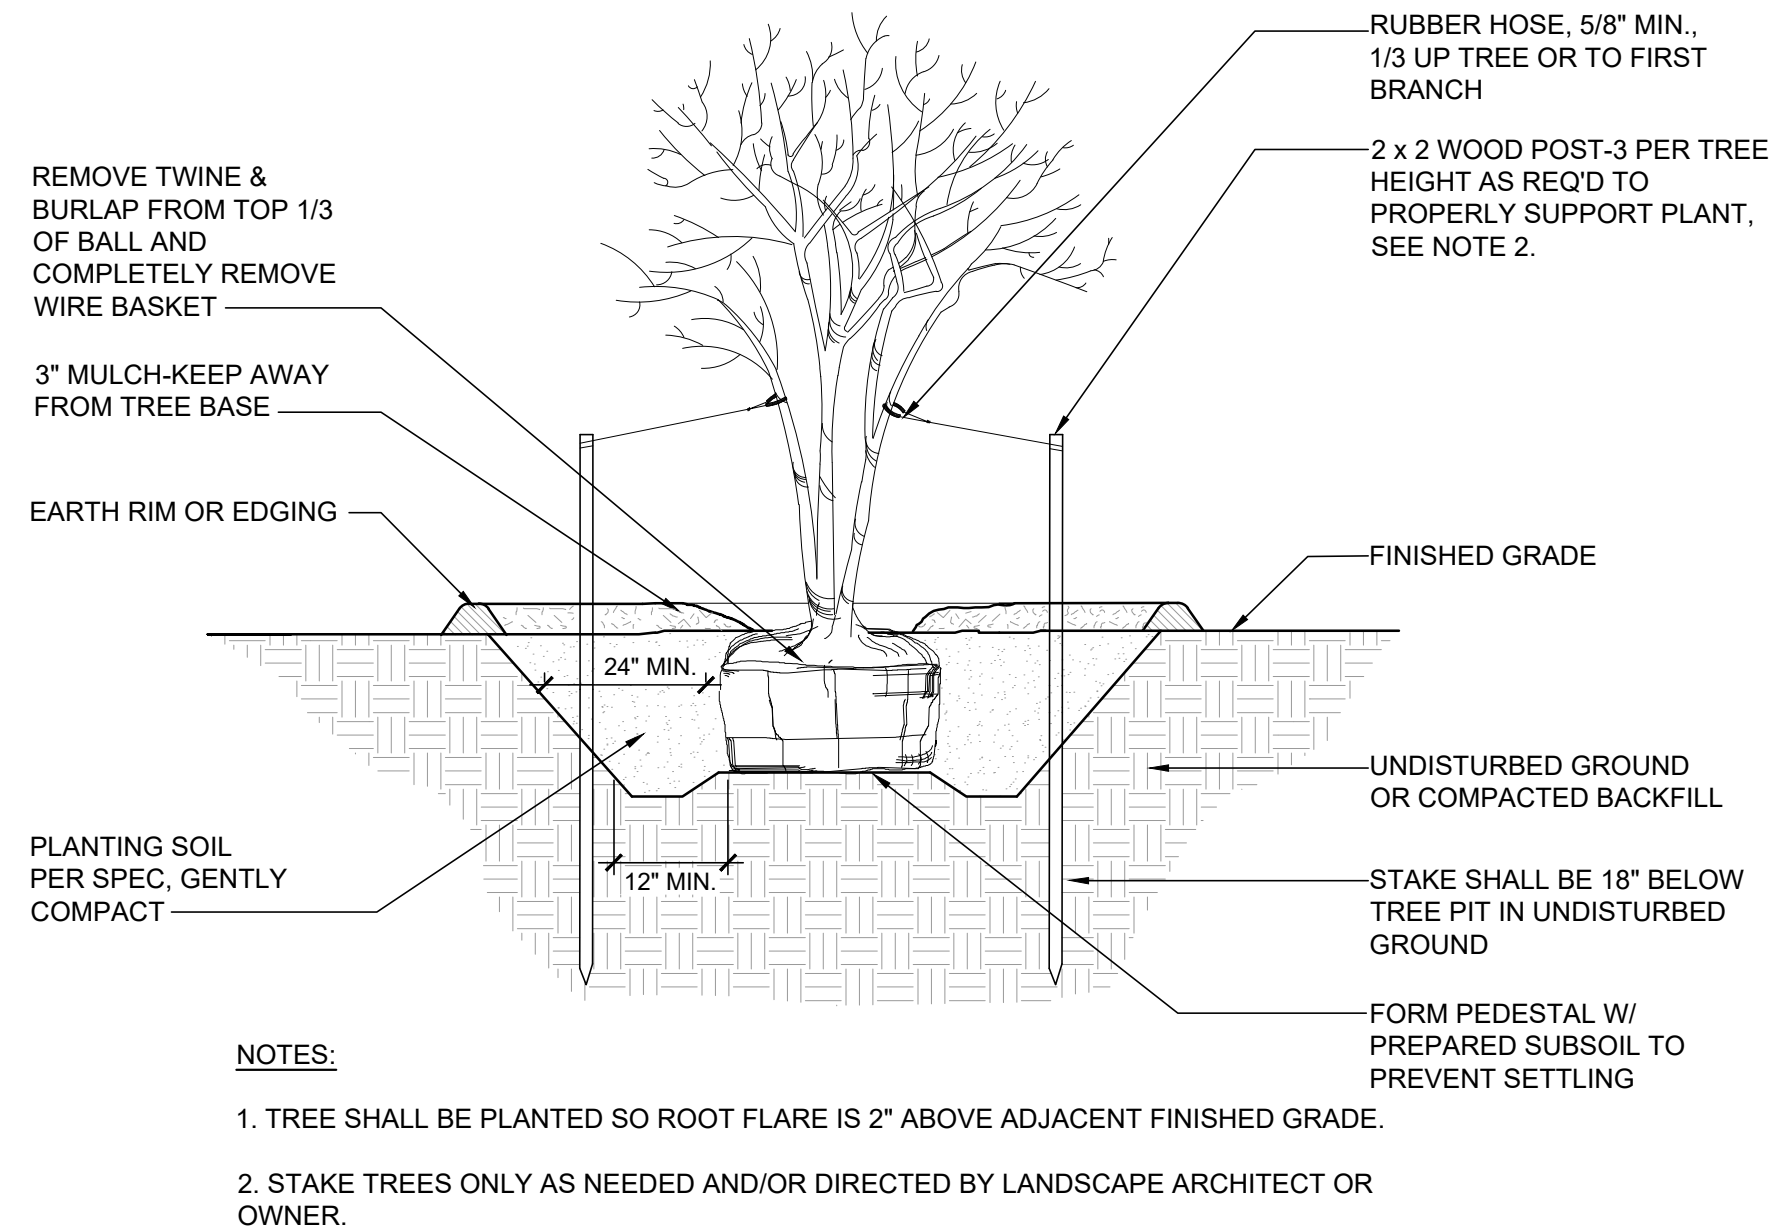 RUBBER HOSE, 5/8" MIN.,
1/3 UP TREE OR TO FIRST
BRANCH
2 x 2 WOOD POST-3 PER TREE
HEIGHT AS REQ'D TO
PROPERLY SUPPORT PLANT,
SEE NOTE 2.
REMOVE TWINE &
BURLAP FROM TOP 1/3
OF BALL AND
COMPLETELY REMOVE
WIRE BASKET
3" MULCH-KEEP AWAY
FROM TREE BASE
EARTH RIM OR EDGING
FINISHED GRADE
24" MIN.
UNDISTURBED GROUND
OR COMPACTED BACKFILL
PLANTING SOIL
PER SPEC, GENTLY
COMPACT
12" MIN.
STAKE SHALL BE 18" BELOW
TREE PIT IN UNDISTURBED
GROUND
FORM PEDESTAL W/
PREPARED SUBSOIL TO
PREVENT SETTLING
NOTES:
1. TREE SHALL BE PLANTED SO ROOT FLARE IS 2" ABOVE ADJACENT FINISHED GRADE.
2. STAKE TREES ONLY AS NEEDED AND/OR DIRECTED BY LANDSCAPE ARCHITECT OR
OWNER.